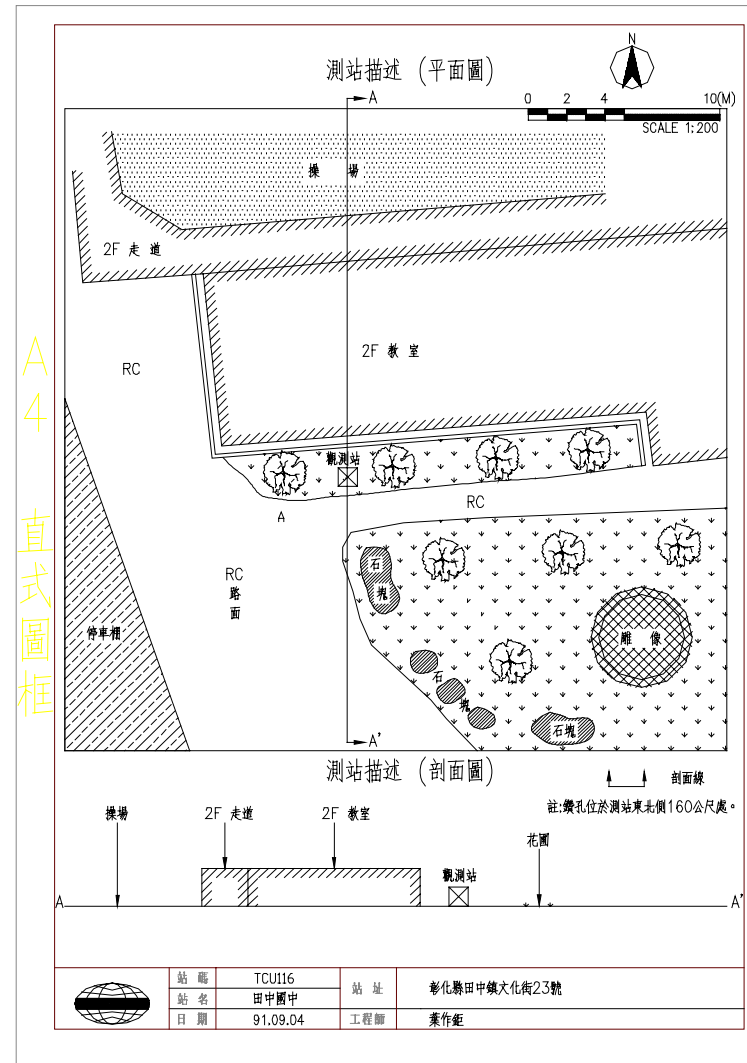 測站描述 (平面圖)
N
A
0 2 4 10(M)
SCALE 1:200
操 場
2F 走 道
2F 教 室
RC
觀測站
A
RC
RC
路
面
石
塊
停車棚
雕 像
石
塊
石塊
A'
測站描述 (剖面圖)
剖面線
註:鑽孔位於測站東北側160公尺處。
操場
2F 走道
2F 教室
花圃
觀測站
A
A'
站 碼 TCU116
站 名 田中國中
日 期 91.09.04
站 址 彰化縣田中鎮文化街23號
工程師 葉作鉅
A4 直式圖框